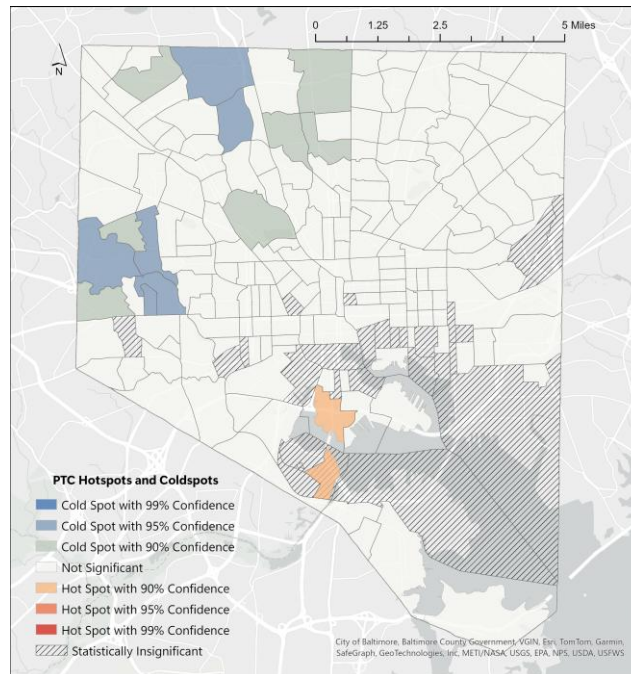 0 1.25 2.5 5 Miles
N
PTC Hotspots and Coldspots
Cold Spot with 99% Confidence
Cold Spot with 95% Confidence
Cold Spot with 90% Confidence
Not Significant
Hot Spot with 90% Confidence
Hot Spot with 95% Confidence
Hot Spot with 99% Confidence
Statistically Insignificant
City of Baltimore, Baltimore County Government, VGIN, Esri, TomTom, Garmin,
SafeGraph, GeoTechnologies, Inc, METI/NASA, USGS, EPA, NPS, USDA, USFWS